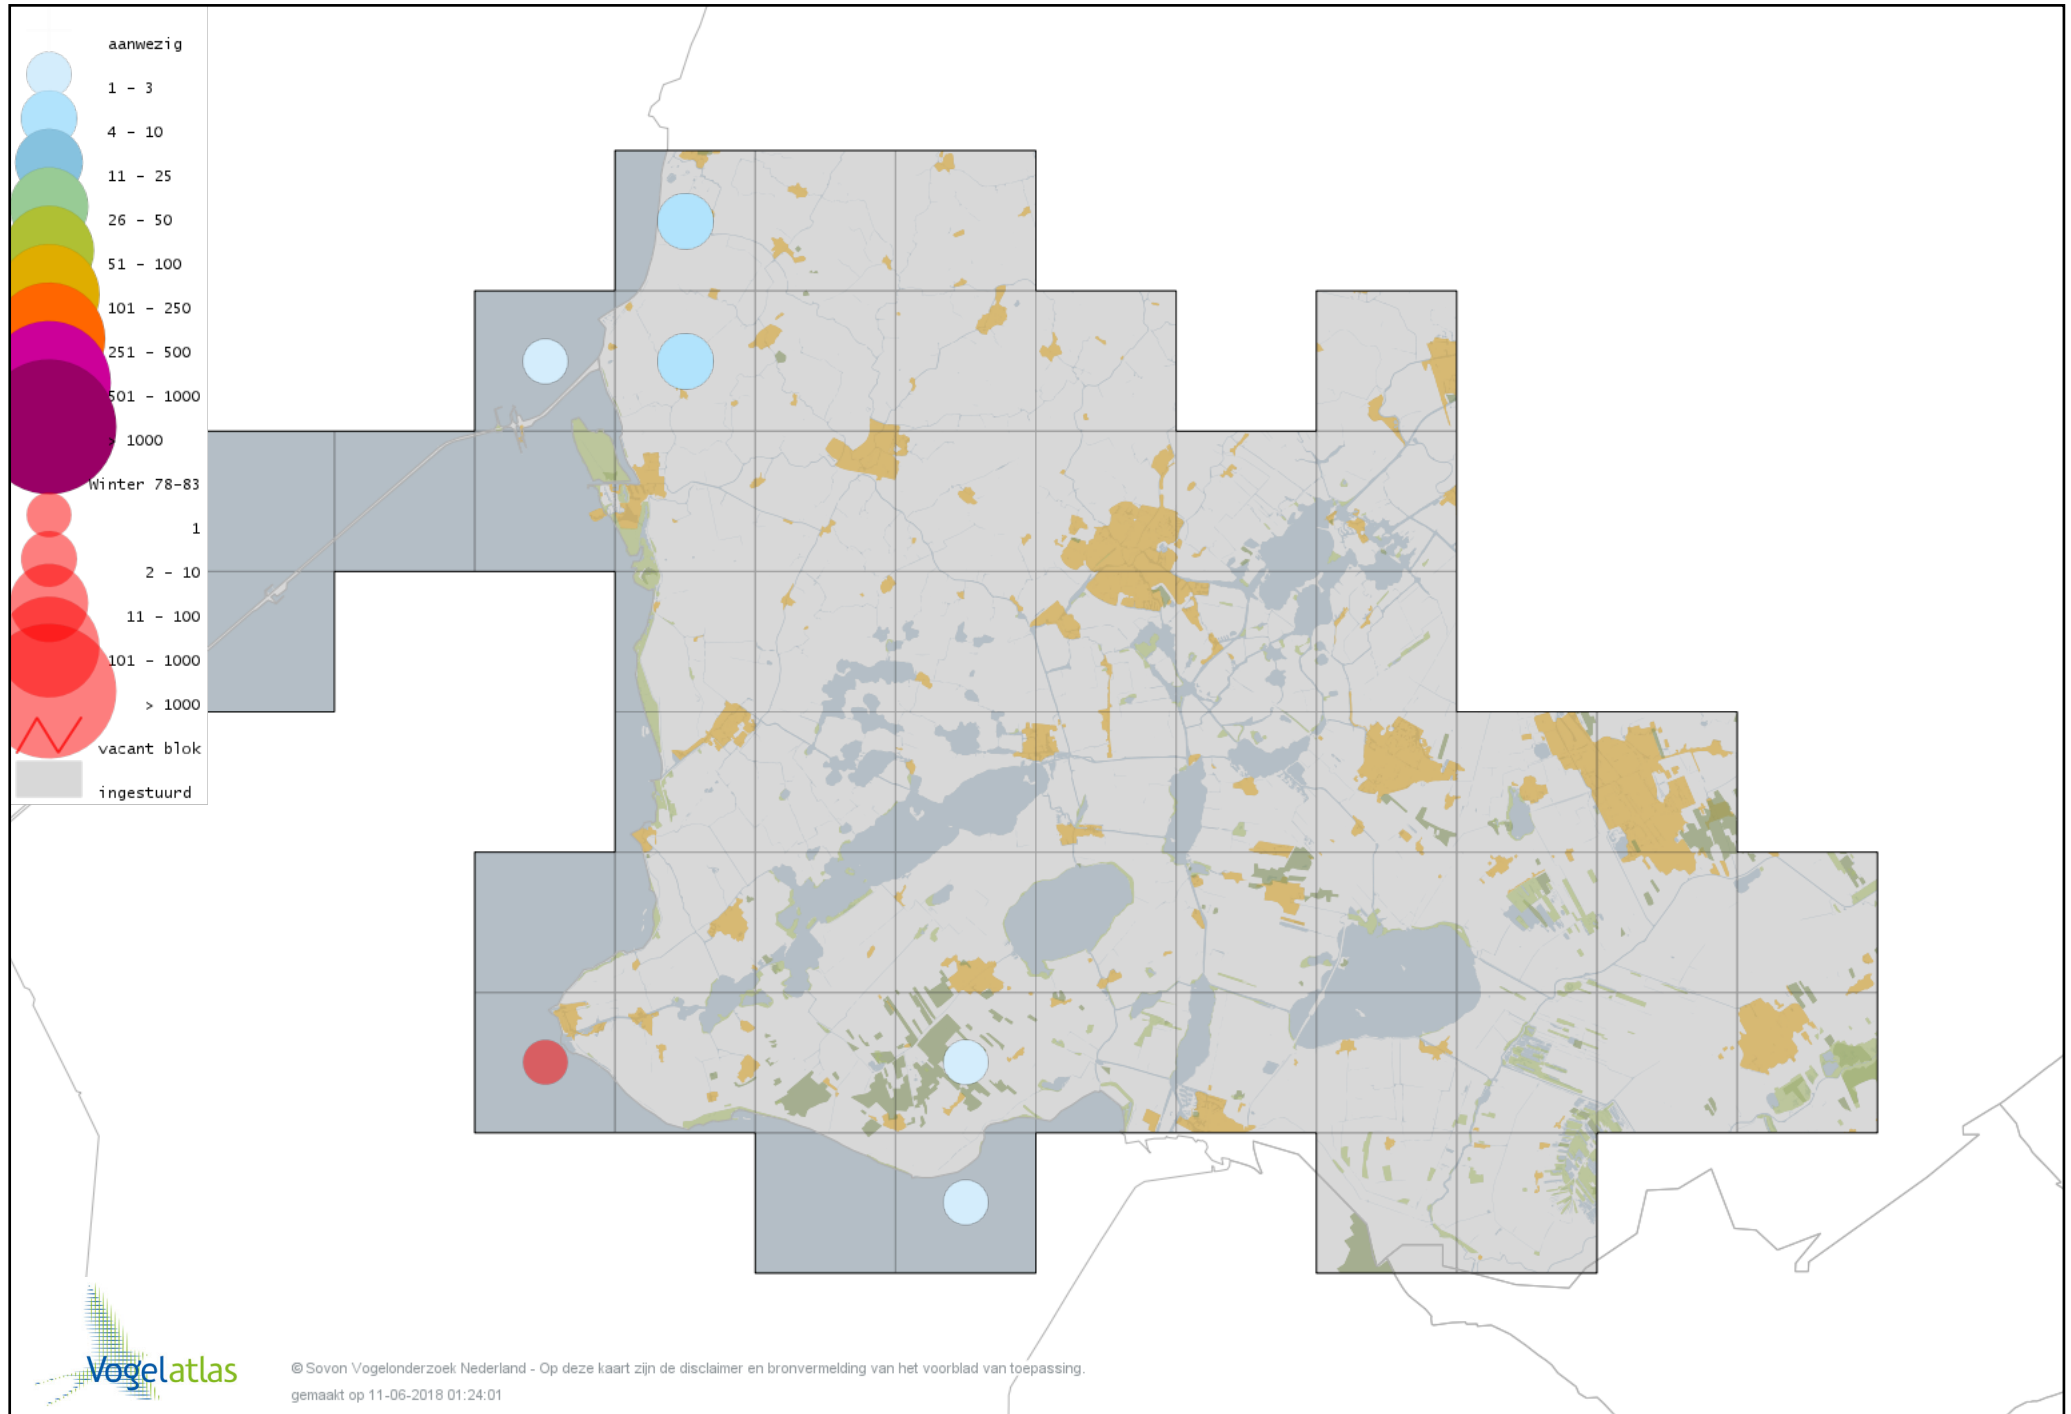 aanwezig
1 - 3
4 - 10
11 - 25
26 - 50
51 - 100
101 - 250
251 - 500
501 - 1000
> 1000
Winter 78-83
1
2 - 10
11 - 100
101 - 1000
> 1000
vacant blok
ingestuurd
Vogelatlas
© Sovon Vogelonderzoek Nederland - Op deze kaart zijn de disclaimer en bronvermelding van het voorblad van toepassing.
gemaakt op 11-06-2018 01:24:01